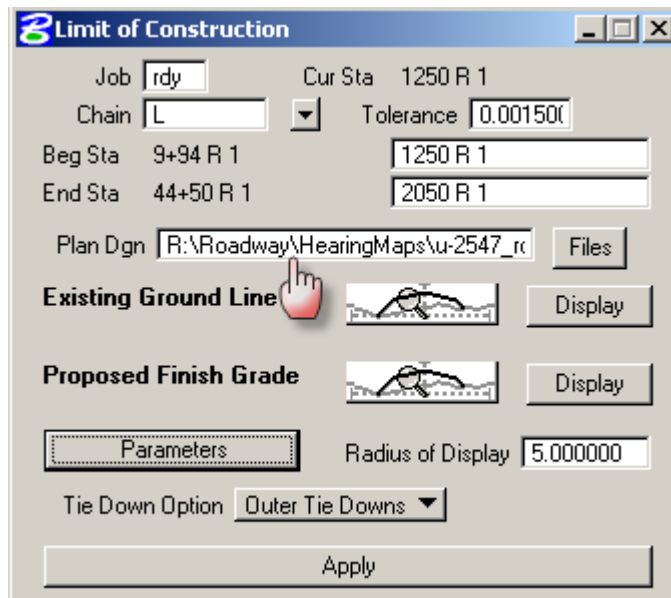 Limit of Construction
Job rdy Cur Sta 1250 R 1
Chain L Tolerance 0.001500
Beg Sta 9+94 R 1 1250 R 1
End Sta 44+50 R 1 2050 R 1
Plan Dgn R:\Roadway\HearingMaps\u-2547_r Files
Existing Ground Line Display
Proposed Finish Grade Display
Parameters Radius of Display 5.000000
Tie Down Option Outer Tie Downs
Apply